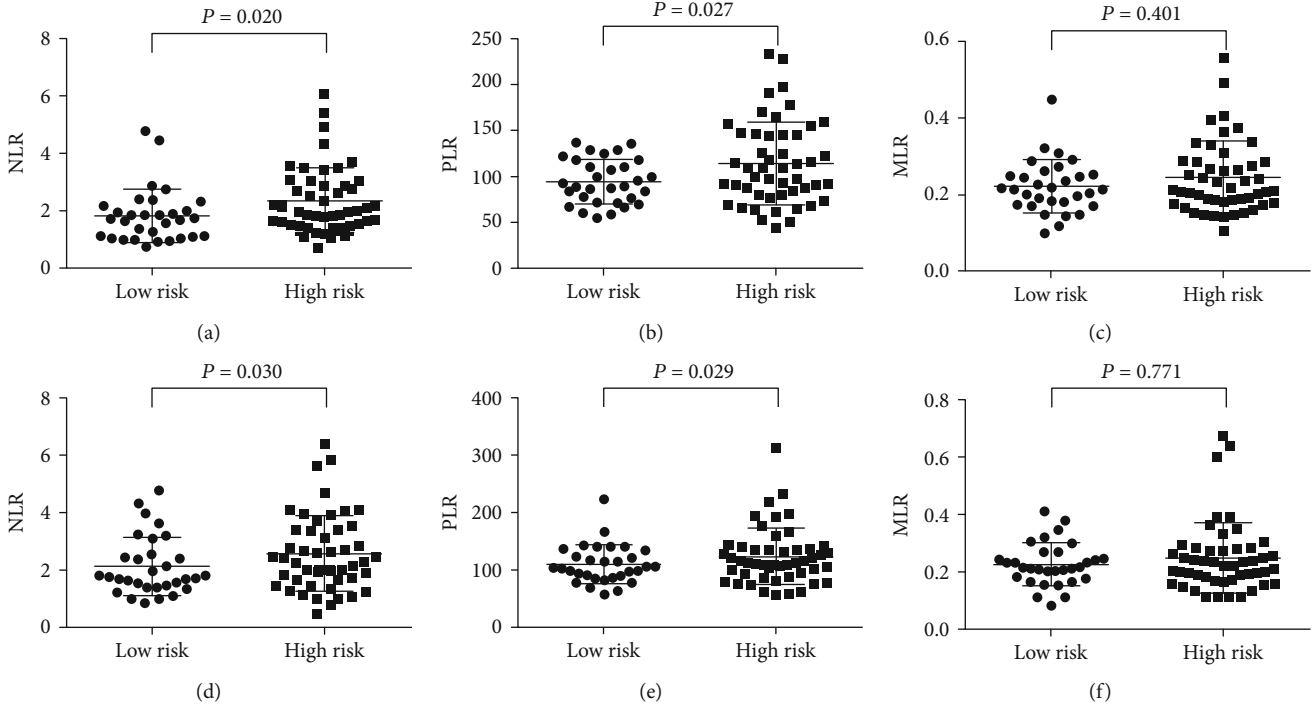 P = 0.020
8
6
4
2
0
NLR
Low risk
High risk
(a)
P = 0.027
250
200
150
100
50
0
PLR
Low risk
High risk
(b)
P = 0.401
0.6
0.4
0.2
0.0
MLR
Low risk
High risk
(c)
P = 0.030
8
6
4
2
0
NLR
Low risk
High risk
(d)
P = 0.029
400
300
200
100
0
PLR
Low risk
High risk
(e)
P = 0.771
0.8
0.6
0.4
0.2
0.0
MLR
Low risk
High risk
(f)